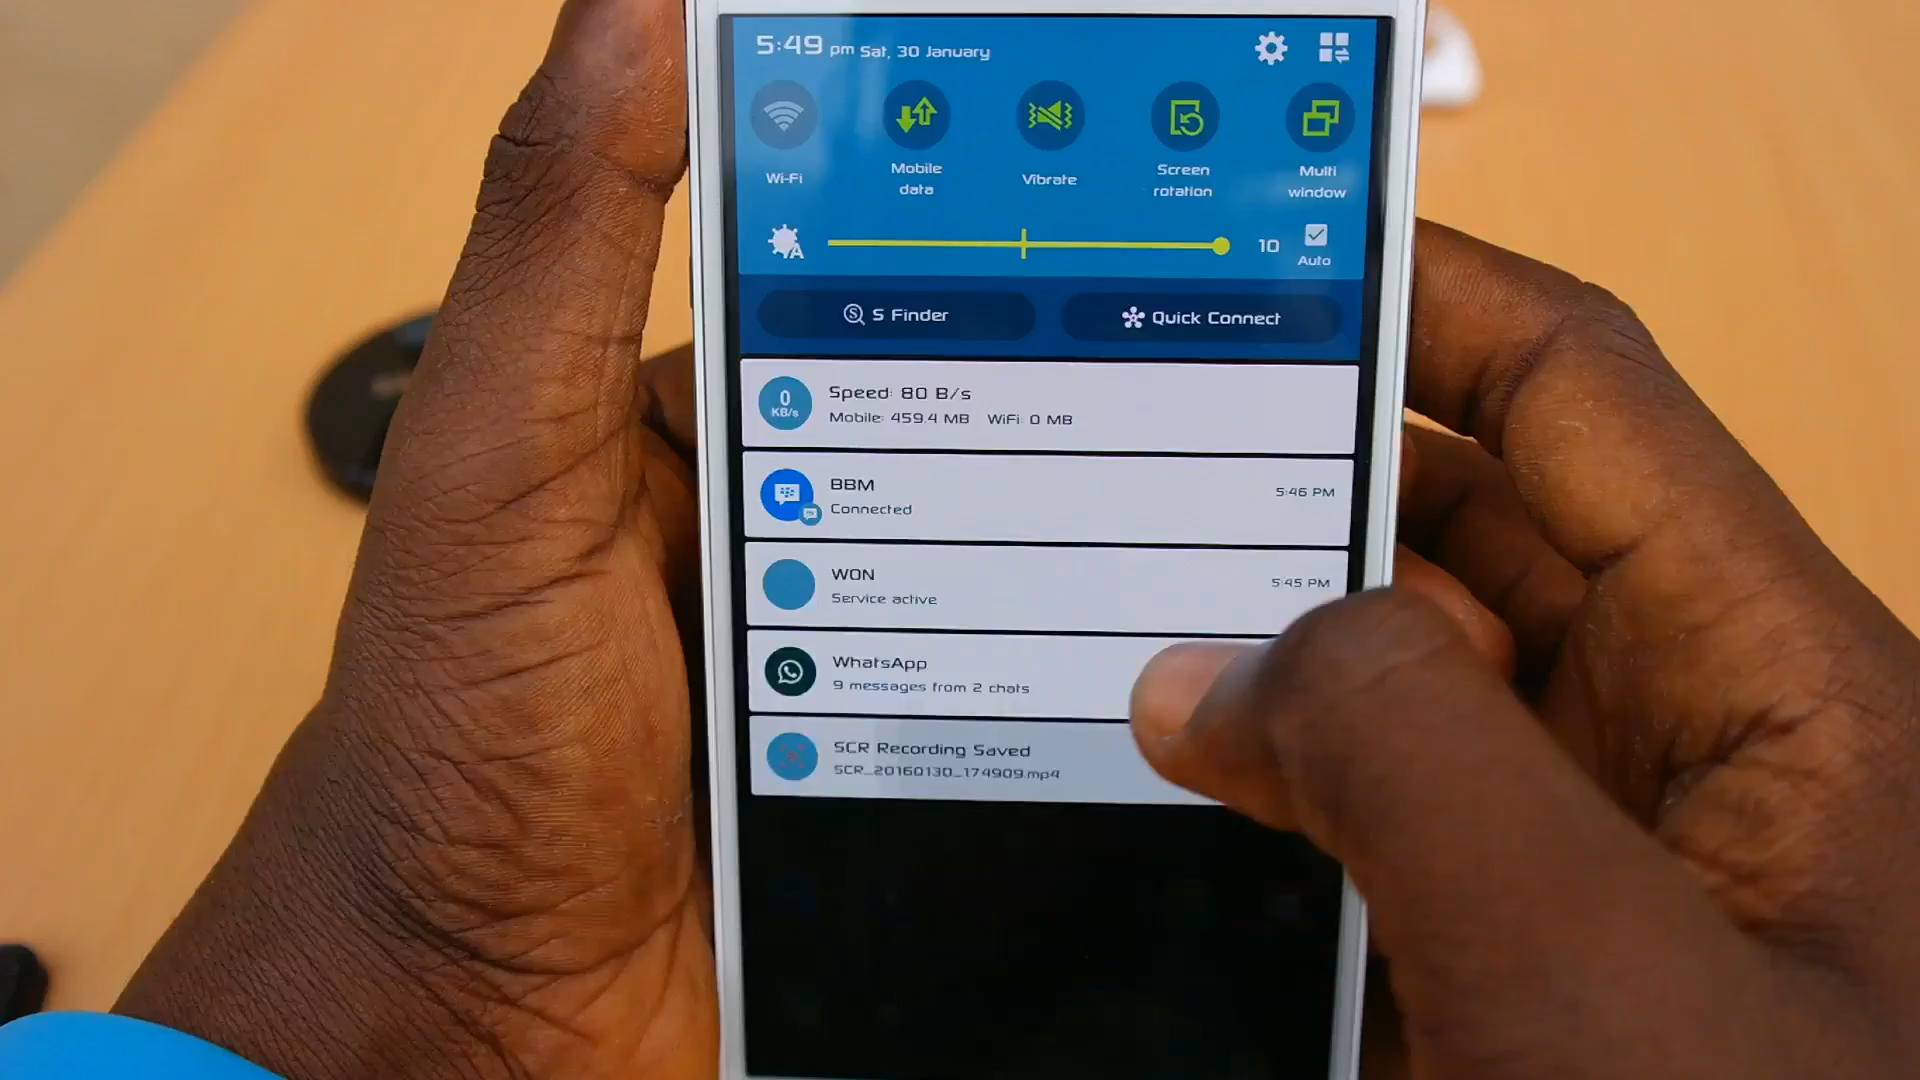 5:49 pm Sat, 30 January
Wi-Fi
Mobile
data
Vibrate
Screen
rotation
Multi
window
A
10
Auto
S Finder
Quick Connect
0
KB/s
Speed: 80 B/s
Mobile: 459.4 MB WiFi: 0 MB
BBM
5:46 PM
Connected
WON
5:45 PM
Service active
WhatsApp
9 messages from 2 chats
SCR Recording Saved
SCR_20160130_174909.mp4